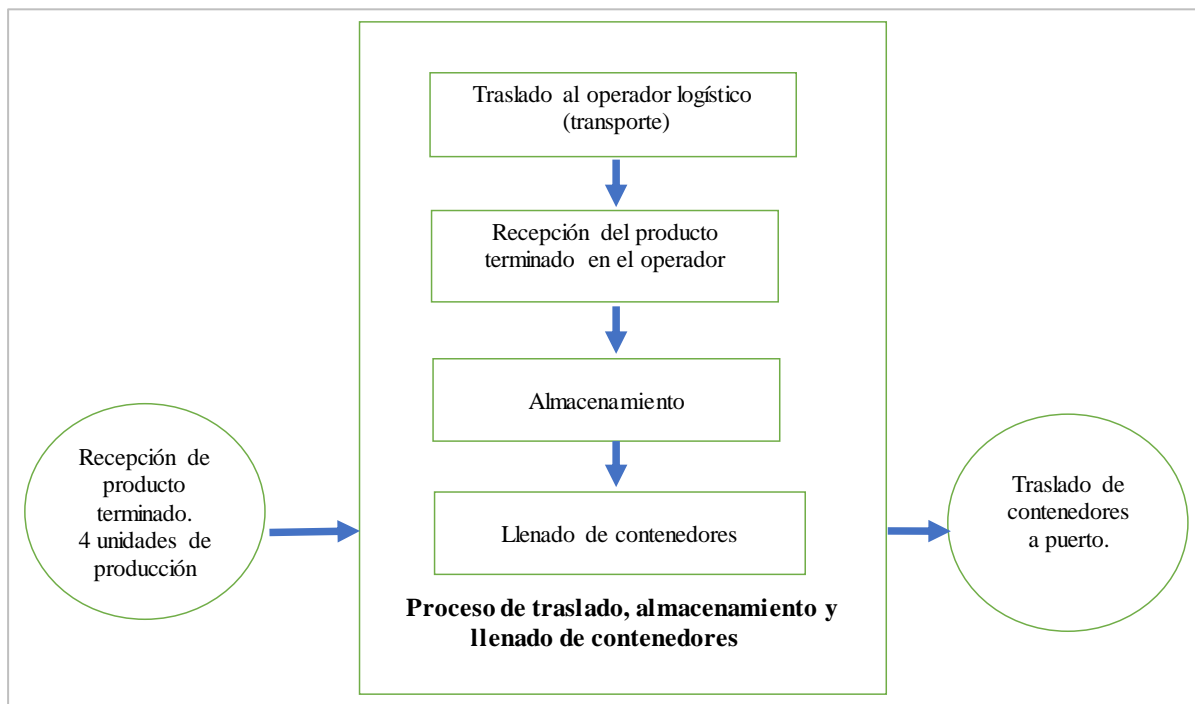 Traslado al operador logístico
(transporte)
Recepción del producto
terminado en el operador
Almacenamiento
Llenado de contenedores
Proceso de traslado, almacenamiento y
llenado de contenedores
Recepción de
producto
terminado.
4 unidades de
producción
Traslado de
contenedores
a puerto.